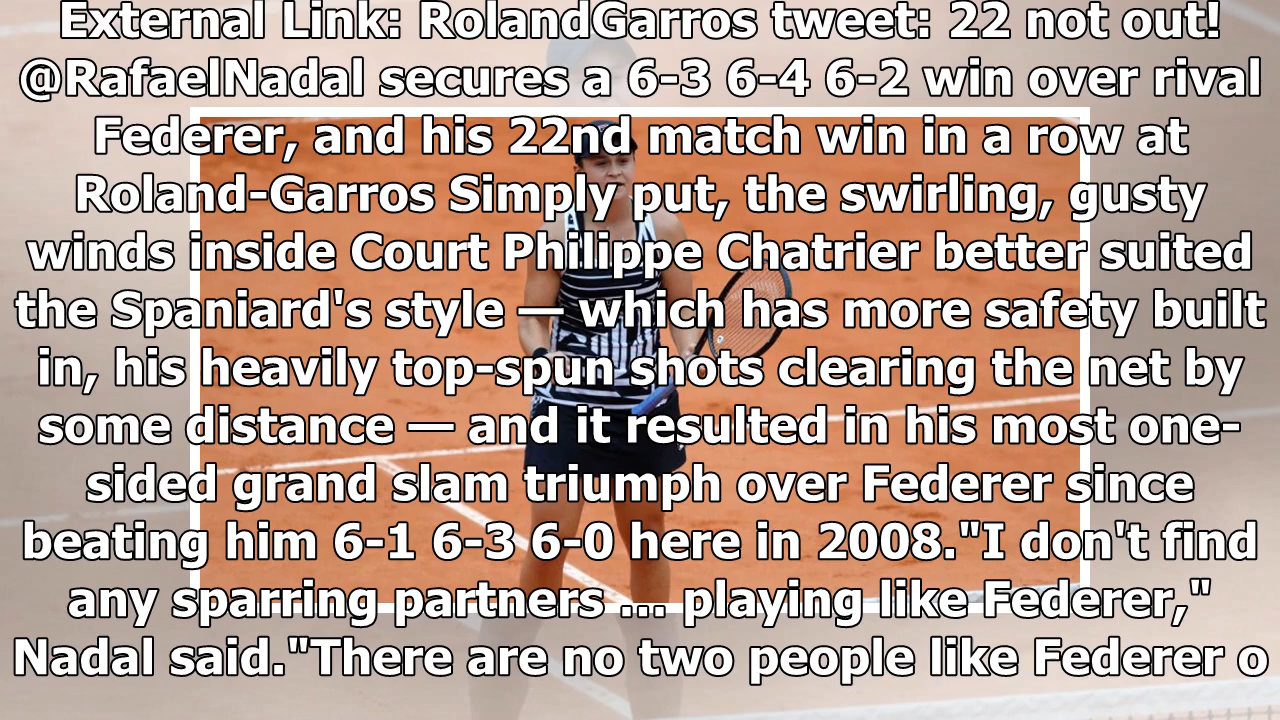 External Link: RolandGarros tweet: 22 not out!
@RafaelNadal secures a 6-3 6-4 6-2 win over rival
Federer, and his 22nd match win in a row at
Roland-Garros Simply put, the swirling, gusty
winds inside Court Philippe Chatrier better suited
the Spaniard's style — which has more safety built
in, his heavily top-spun shots clearing the net by
some distance — and it resulted in his most one-
sided grand slam triumph over Federer since
beating him 6-1 6-3 6-0 here in 2008."I don't find
any sparring partners ... playing like Federer,"
Nadal said."There are no two people like Federer o